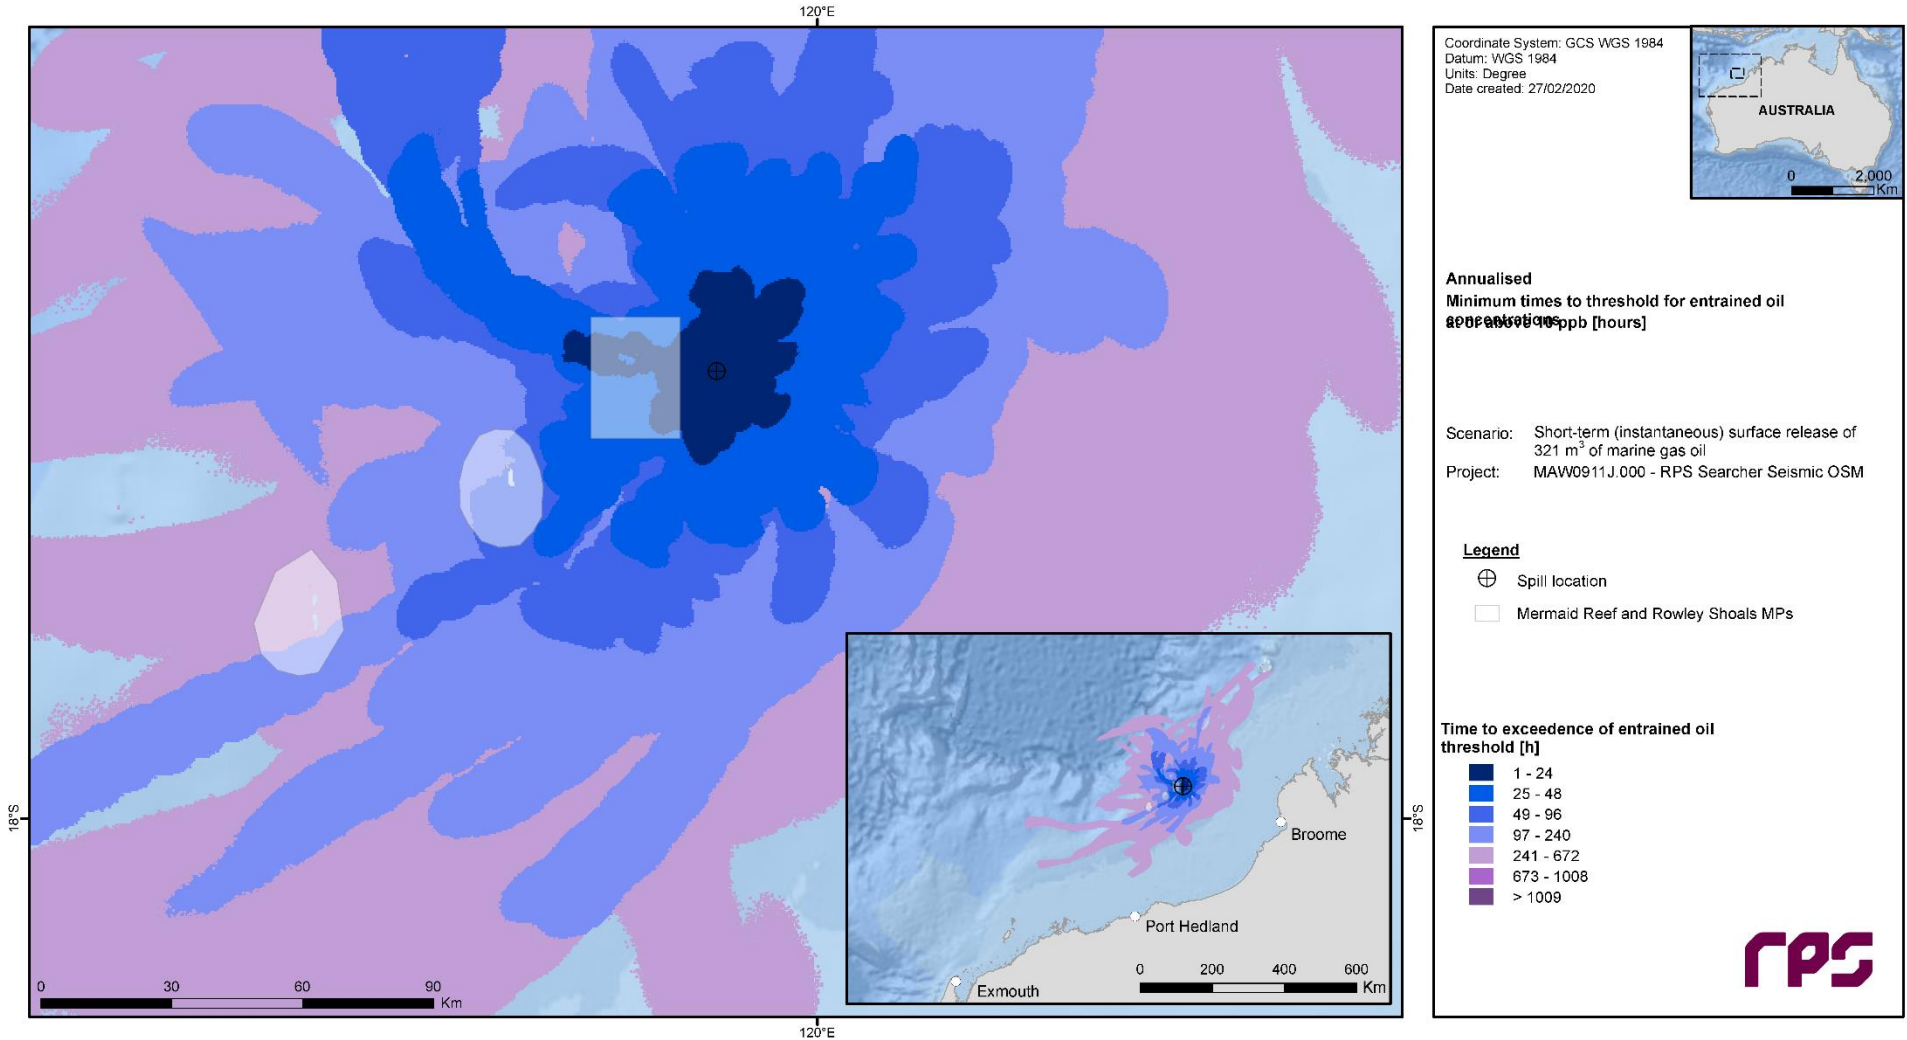 120°E
18°S
18°S
120°E
0 30 60 90 Km
Broome
Port Hedland
Exmouth
0 200 400 600 Km
Coordinate System: GCS WGS 1984
Datum: WGS 1984
Units: Degree
Date created: 27/02/2020
AUSTRALIA
0 2,000 Km
Annualised
Minimum times to threshold for entrained oil
concentrations
at or above 10 ppb [hours]
Scenario: Short-term (instantaneous) surface release of
321 m³ of marine gas oil
Project: MAW0911J.000 - RPS Searcher Seismic OSM
Legend
Spill location
Mermaid Reef and Rowley Shoals MPs
Time to exceedence of entrained oil
threshold [h]
1 - 24
25 - 48
49 - 96
97 - 240
241 - 672
673 - 1008
> 1009
rps